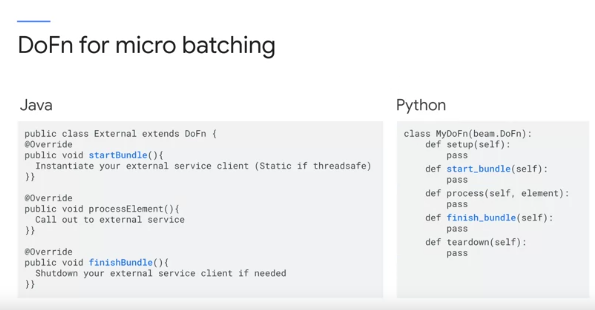 DoFn for micro batching
Java
public class External extends DoFn {
@Override
public void startBundle(){
Instantiate your external service client (Static if threadsafe)
}}
@Override
public void processElement(){
Call out to external service
}}
@Override
public void finishBundle(){
Shutdown your external service client if needed
}}
Python
class MyDoFn(beam.DoFn):
def setup(self):
pass
def start_bundle(self):
pass
def process(self, element):
pass
def finish_bundle(self):
pass
def teardown(self):
pass